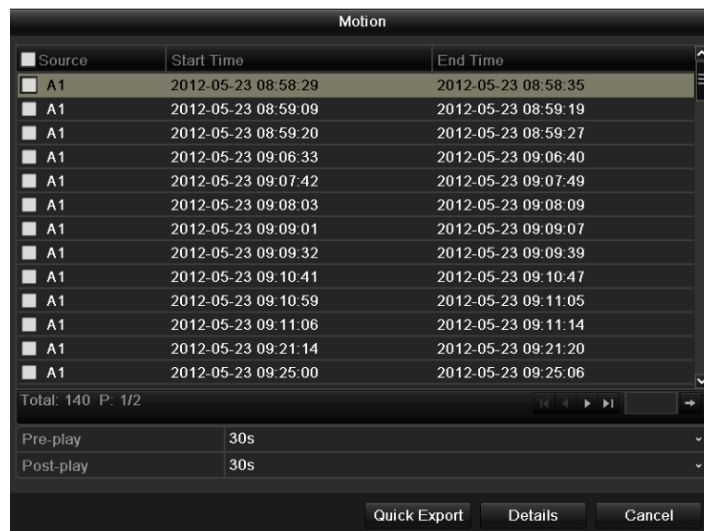 Motion
Source Start Time End Time
A1 2012-05-23 08:58:29 2012-05-23 08:58:35
A1 2012-05-23 08:59:09 2012-05-23 08:59:19
A1 2012-05-23 08:59:20 2012-05-23 08:59:27
A1 2012-05-23 09:06:33 2012-05-23 09:06:40
A1 2012-05-23 09:07:42 2012-05-23 09:07:49
A1 2012-05-23 09:08:03 2012-05-23 09:08:09
A1 2012-05-23 09:09:01 2012-05-23 09:09:07
A1 2012-05-23 09:09:32 2012-05-23 09:09:39
A1 2012-05-23 09:10:41 2012-05-23 09:10:47
A1 2012-05-23 09:10:59 2012-05-23 09:11:05
A1 2012-05-23 09:11:06 2012-05-23 09:11:14
A1 2012-05-23 09:21:14 2012-05-23 09:21:20
A1 2012-05-23 09:25:00 2012-05-23 09:25:06
Total: 140 P: 1/2
Pre-play 30s
Post-play 30s
Quick Export Details Cancel